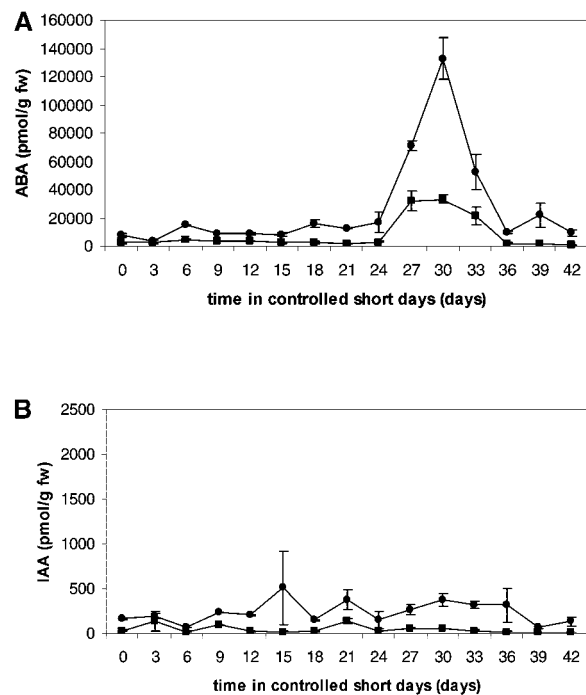 A
160000
140000
120000
100000
80000
60000
40000
20000
0
ABA (pmol/g fw)
0 3 6 9 12 15 18 21 24 27 30 33 36 39 42
time in controlled short days (days)
B
2500
2000
1500
1000
500
0
IAA (pmol/g fw)
0 3 6 9 12 15 18 21 24 27 30 33 36 39 42
time in controlled short days (days)